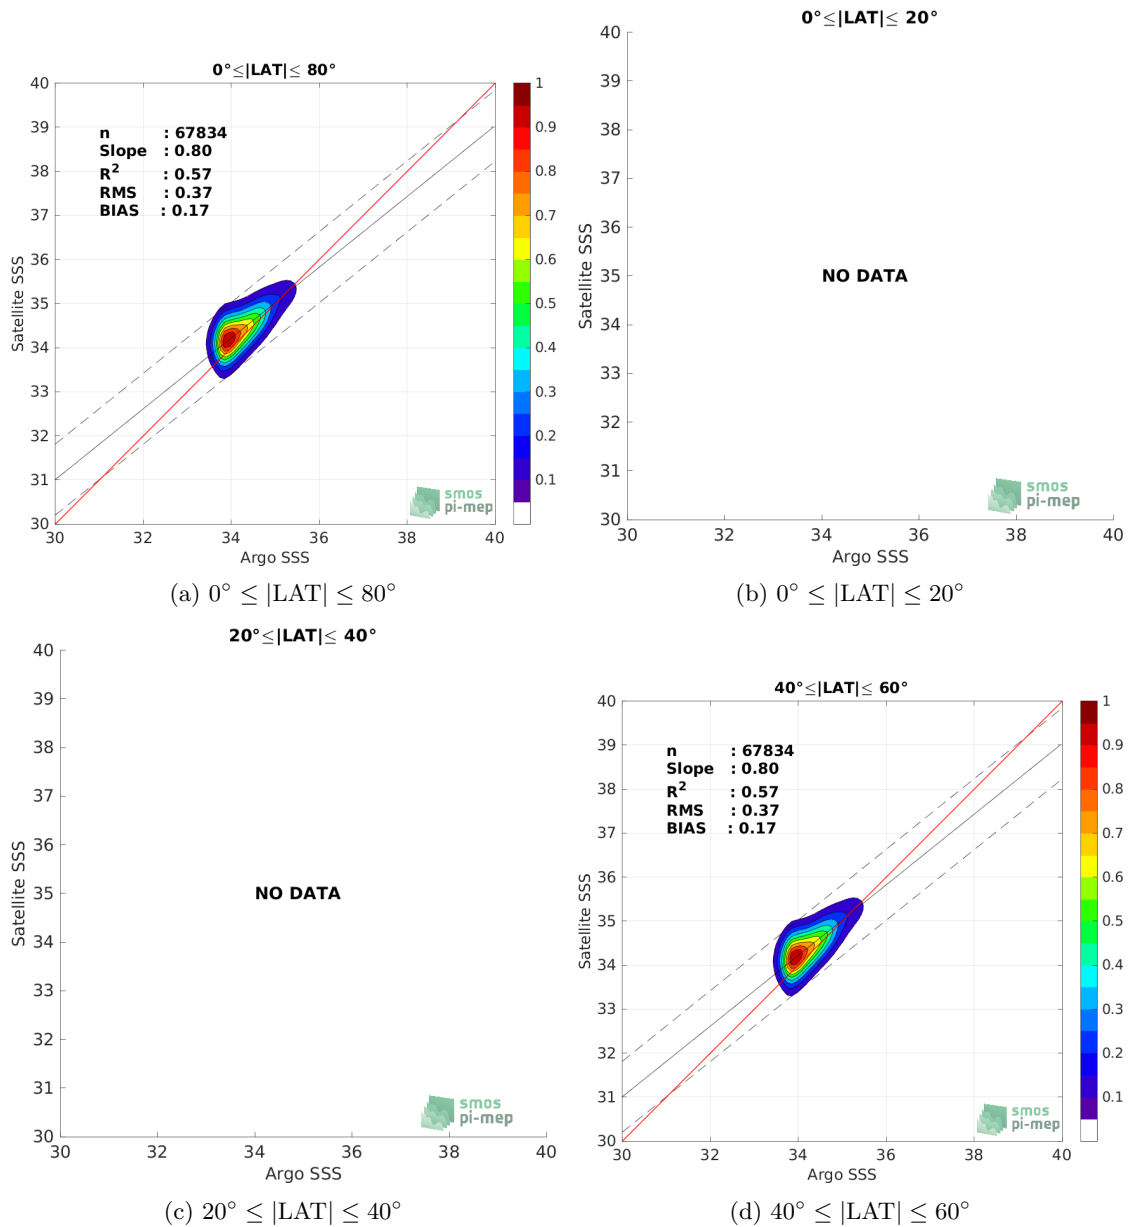 0°≤|LAT|≤ 80°
40
39
38
37
36
35
34
33
32
31
30
Satellite SSS
n : 67834
Slope : 0.80
R² : 0.57
RMS : 0.37
BIAS : 0.17
1
0.9
0.8
0.7
0.6
0.5
0.4
0.3
0.2
0.1
smos
pi-mep
30 32 34 36 38 40
Argo SSS
(a) 0° ≤ |LAT| ≤ 80°
0°≤|LAT|≤ 20°
40
39
38
37
36
35
34
33
32
31
30
Satellite SSS
NO DATA
smos
pi-mep
30 32 34 36 38 40
Argo SSS
(b) 0° ≤ |LAT| ≤ 20°
20°≤|LAT|≤ 40°
40
39
38
37
36
35
34
33
32
31
30
Satellite SSS
NO DATA
smos
pi-mep
30 32 34 36 38 40
Argo SSS
(c) 20° ≤ |LAT| ≤ 40°
40°≤|LAT|≤ 60°
40
39
38
37
36
35
34
33
32
31
30
Satellite SSS
n : 67834
Slope : 0.80
R² : 0.57
RMS : 0.37
BIAS : 0.17
1
0.9
0.8
0.7
0.6
0.5
0.4
0.3
0.2
0.1
smos
pi-mep
30 32 34 36 38 40
Argo SSS
(d) 40° ≤ |LAT| ≤ 60°